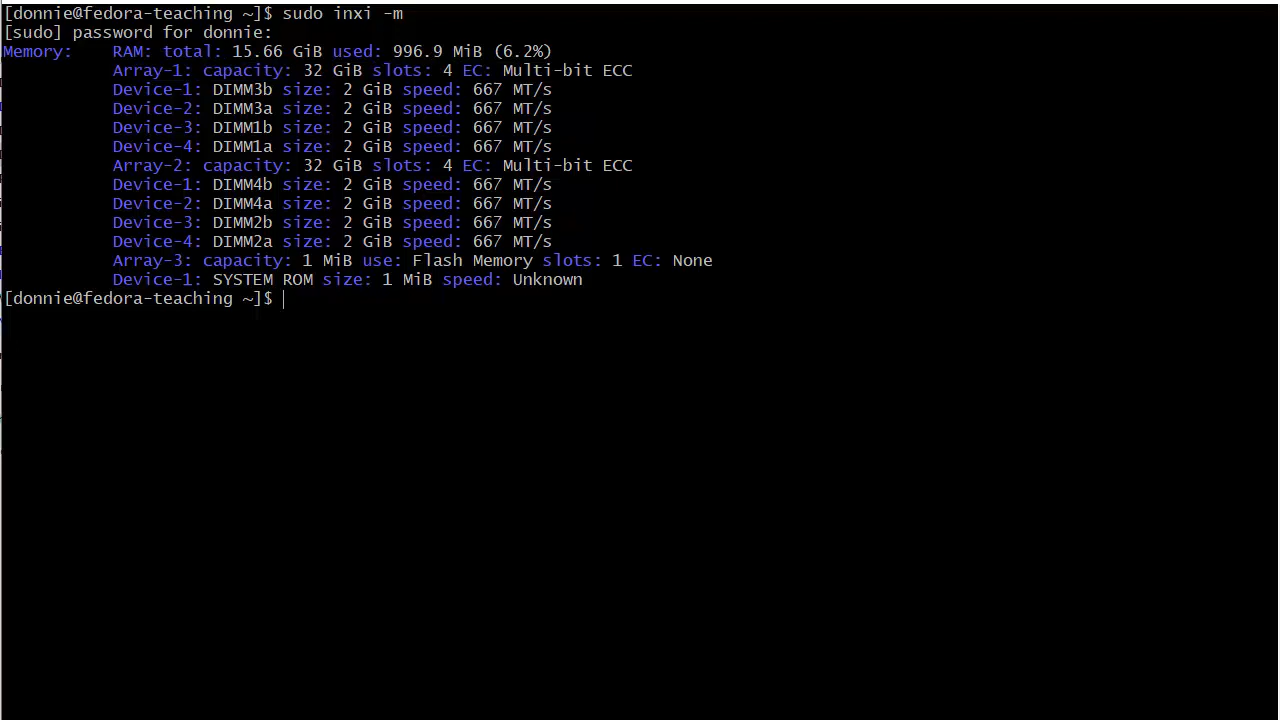 [donnie@fedora-teaching ~]$ sudo inxi -m
[sudo] password for donnie:
Memory:    RAM: total: 15.66 GiB used: 996.9 MiB (6.2%)
           Array-1: capacity: 32 GiB slots: 4 EC: Multi-bit ECC
           Device-1: DIMM3b size: 2 GiB speed: 667 MT/s
           Device-2: DIMM3a size: 2 GiB speed: 667 MT/s
           Device-3: DIMM1b size: 2 GiB speed: 667 MT/s
           Device-4: DIMM1a size: 2 GiB speed: 667 MT/s
           Array-2: capacity: 32 GiB slots: 4 EC: Multi-bit ECC
           Device-1: DIMM4b size: 2 GiB speed: 667 MT/s
           Device-2: DIMM4a size: 2 GiB speed: 667 MT/s
           Device-3: DIMM2b size: 2 GiB speed: 667 MT/s
           Device-4: DIMM2a size: 2 GiB speed: 667 MT/s
           Array-3: capacity: 1 MiB use: Flash Memory slots: 1 EC: None
           Device-1: SYSTEM ROM size: 1 MiB speed: Unknown
[donnie@fedora-teaching ~]$